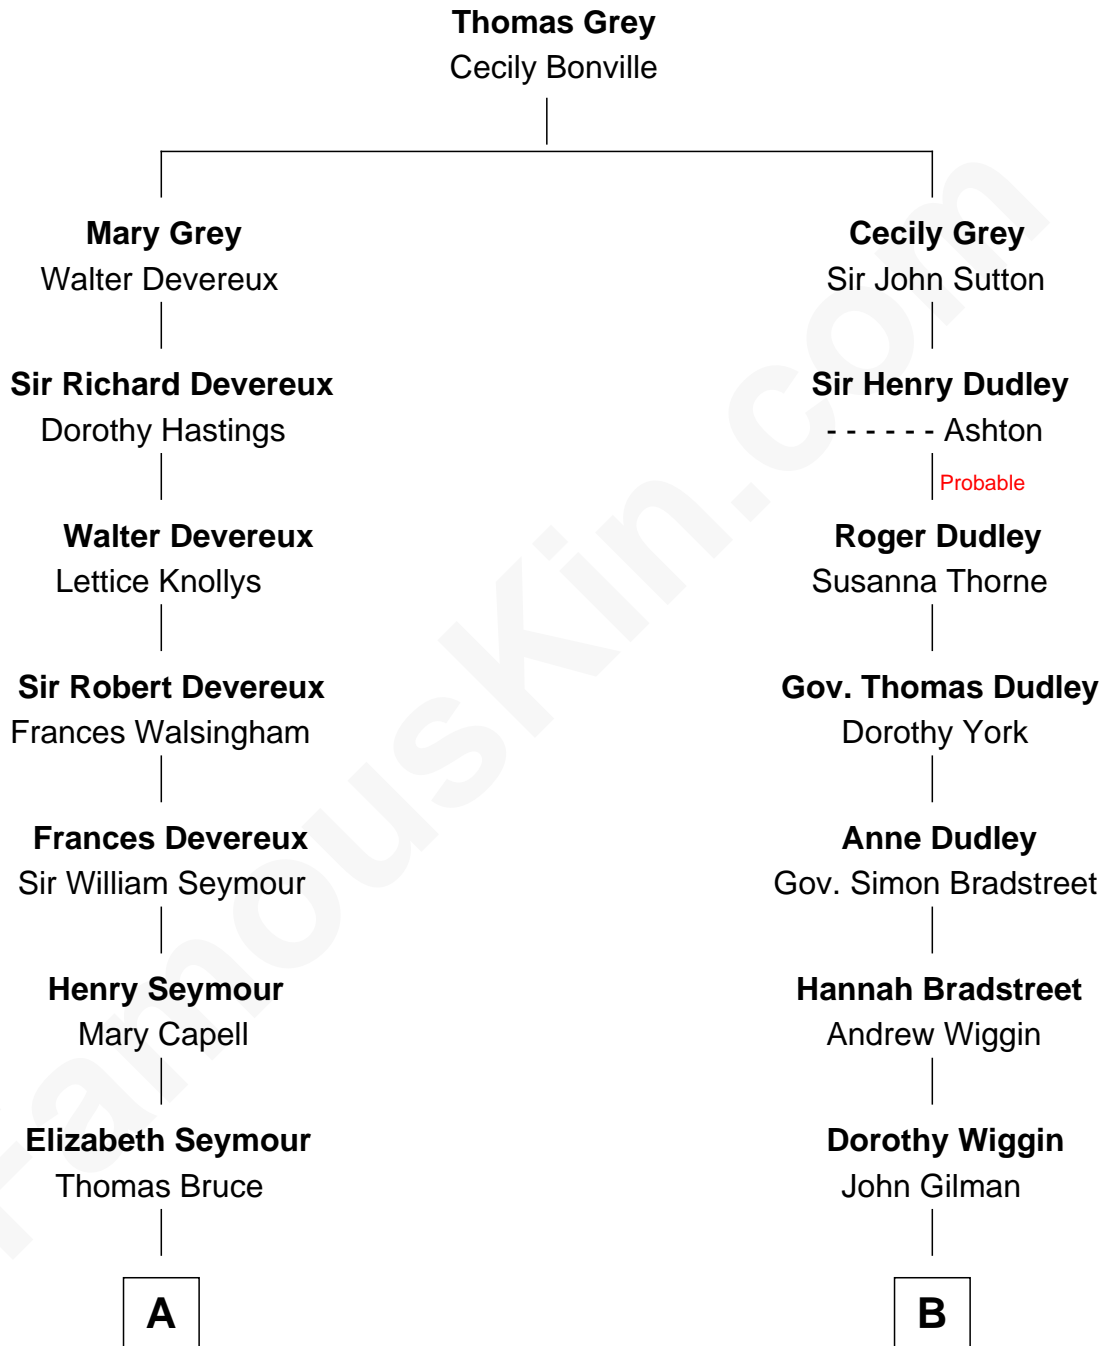 Thomas Grey
Cecily Bonville
Mary Grey
Walter Devereux
Cecily Grey
Sir John Sutton
Sir Richard Devereux
Dorothy Hastings
Sir Henry Dudley
- - - - - - Ashton
Probable
Walter Devereux
Lettice Knollys
Roger Dudley
Susanna Thorne
Sir Robert Devereux
Frances Walsingham
Gov. Thomas Dudley
Dorothy York
Frances Devereux
Sir William Seymour
Anne Dudley
Gov. Simon Bradstreet
Henry Seymour
Mary Capell
Hannah Bradstreet
Andrew Wiggin
Elizabeth Seymour
Thomas Bruce
Dorothy Wiggin
John Gilman
A
B
FamousKin.com